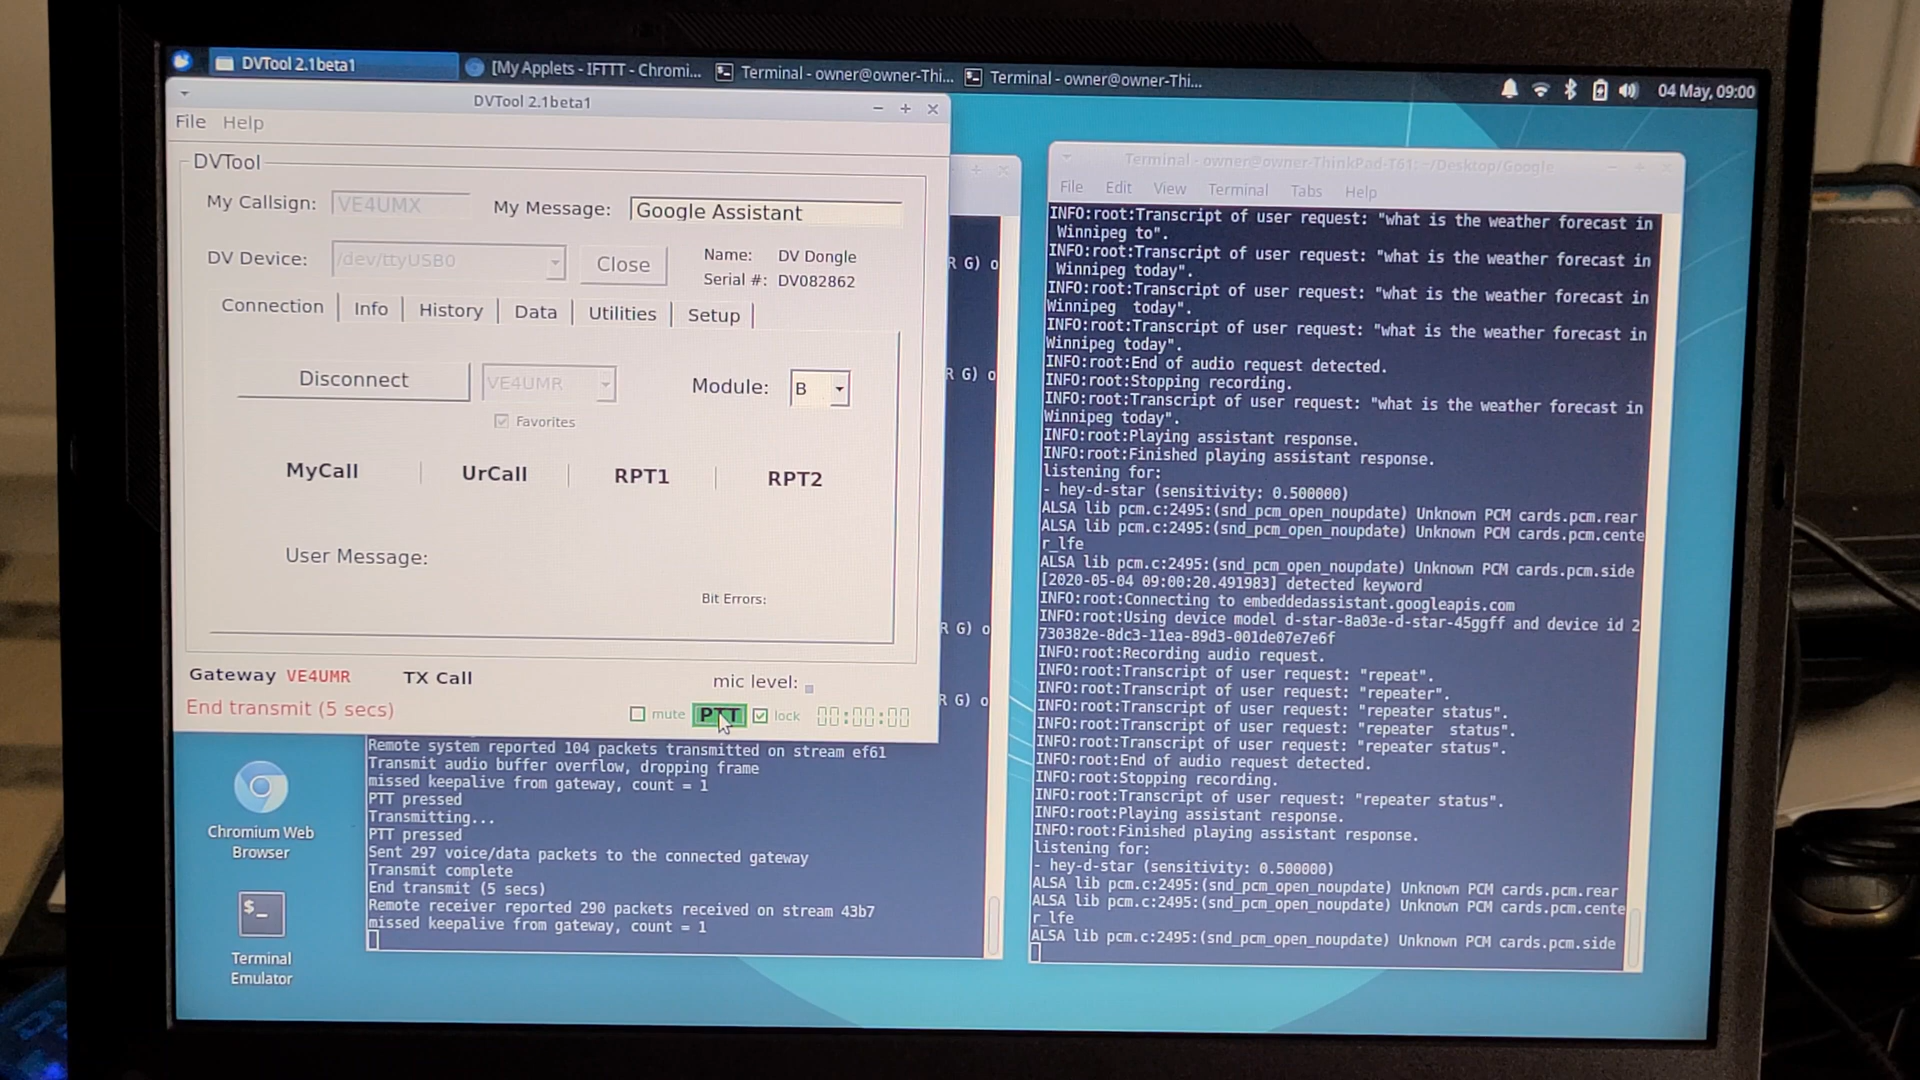 DVTool 2.1beta1
[My Applets - IFTTT - Chromi...
Terminal - owner@owner-Thi...
Terminal - owner@owner-Thi...
04 May, 09:00
DVTool 2.1beta1
File Help
DVTool
My Callsign: VE4UMX My Message: Google Assistant
DV Device: /dev/ttyUSB0 Close
Name: DV Dongle
Serial #: DV082862
Connection Info History Data Utilities Setup
Disconnect VE4UMR Module: B
Favorites
MyCall UrCall RPT1 RPT2
User Message:
Bit Errors:
Gateway VE4UMR TX Call mic level:
End transmit (5 secs) mute PTT lock 00:00:00
R G) o
R G) o
R G) o
R G) o
Remote system reported 104 packets transmitted on stream ef61
Transmit audio buffer overflow, dropping frame
missed keepalive from gateway, count = 1
PTT pressed
Transmitting...
PTT pressed
Sent 297 voice/data packets to the connected gateway
Transmit complete
End transmit (5 secs)
Remote receiver reported 290 packets received on stream 43b7
missed keepalive from gateway, count = 1
Chromium Web
Browser
$_
Terminal
Emulator
Terminal - owner@owner-ThinkPad-T61: ~/Desktop/Google
File Edit View Terminal Tabs Help
INFO:root:Transcript of user request: "what is the weather forecast in
Winnipeg to".
INFO:root:Transcript of user request: "what is the weather forecast in
Winnipeg today".
INFO:root:Transcript of user request: "what is the weather forecast in
Winnipeg  today".
INFO:root:Transcript of user request: "what is the weather forecast in
Winnipeg today".
INFO:root:End of audio request detected.
INFO:root:Stopping recording.
INFO:root:Transcript of user request: "what is the weather forecast in
Winnipeg today".
INFO:root:Playing assistant response.
INFO:root:Finished playing assistant response.
listening for:
- hey-d-star (sensitivity: 0.500000)
ALSA lib pcm.c:2495:(snd_pcm_open_noupdate) Unknown PCM cards.pcm.rear
ALSA lib pcm.c:2495:(snd_pcm_open_noupdate) Unknown PCM cards.pcm.cente
r_lfe
ALSA lib pcm.c:2495:(snd_pcm_open_noupdate) Unknown PCM cards.pcm.side
[2020-05-04 09:00:20.491983] detected keyword
INFO:root:Connecting to embeddedassistant.googleapis.com
INFO:root:Using device model d-star-8a03e-d-star-45ggff and device id 2
730382e-8dc3-11ea-89d3-001de07e7e6f
INFO:root:Recording audio request.
INFO:root:Transcript of user request: "repeat".
INFO:root:Transcript of user request: "repeater".
INFO:root:Transcript of user request: "repeater status".
INFO:root:Transcript of user request: "repeater  status".
INFO:root:Transcript of user request: "repeater status".
INFO:root:End of audio request detected.
INFO:root:Stopping recording.
INFO:root:Transcript of user request: "repeater status".
INFO:root:Playing assistant response.
INFO:root:Finished playing assistant response.
listening for:
- hey-d-star (sensitivity: 0.500000)
ALSA lib pcm.c:2495:(snd_pcm_open_noupdate) Unknown PCM cards.pcm.rear
ALSA lib pcm.c:2495:(snd_pcm_open_noupdate) Unknown PCM cards.pcm.cente
r_lfe
ALSA lib pcm.c:2495:(snd_pcm_open_noupdate) Unknown PCM cards.pcm.side